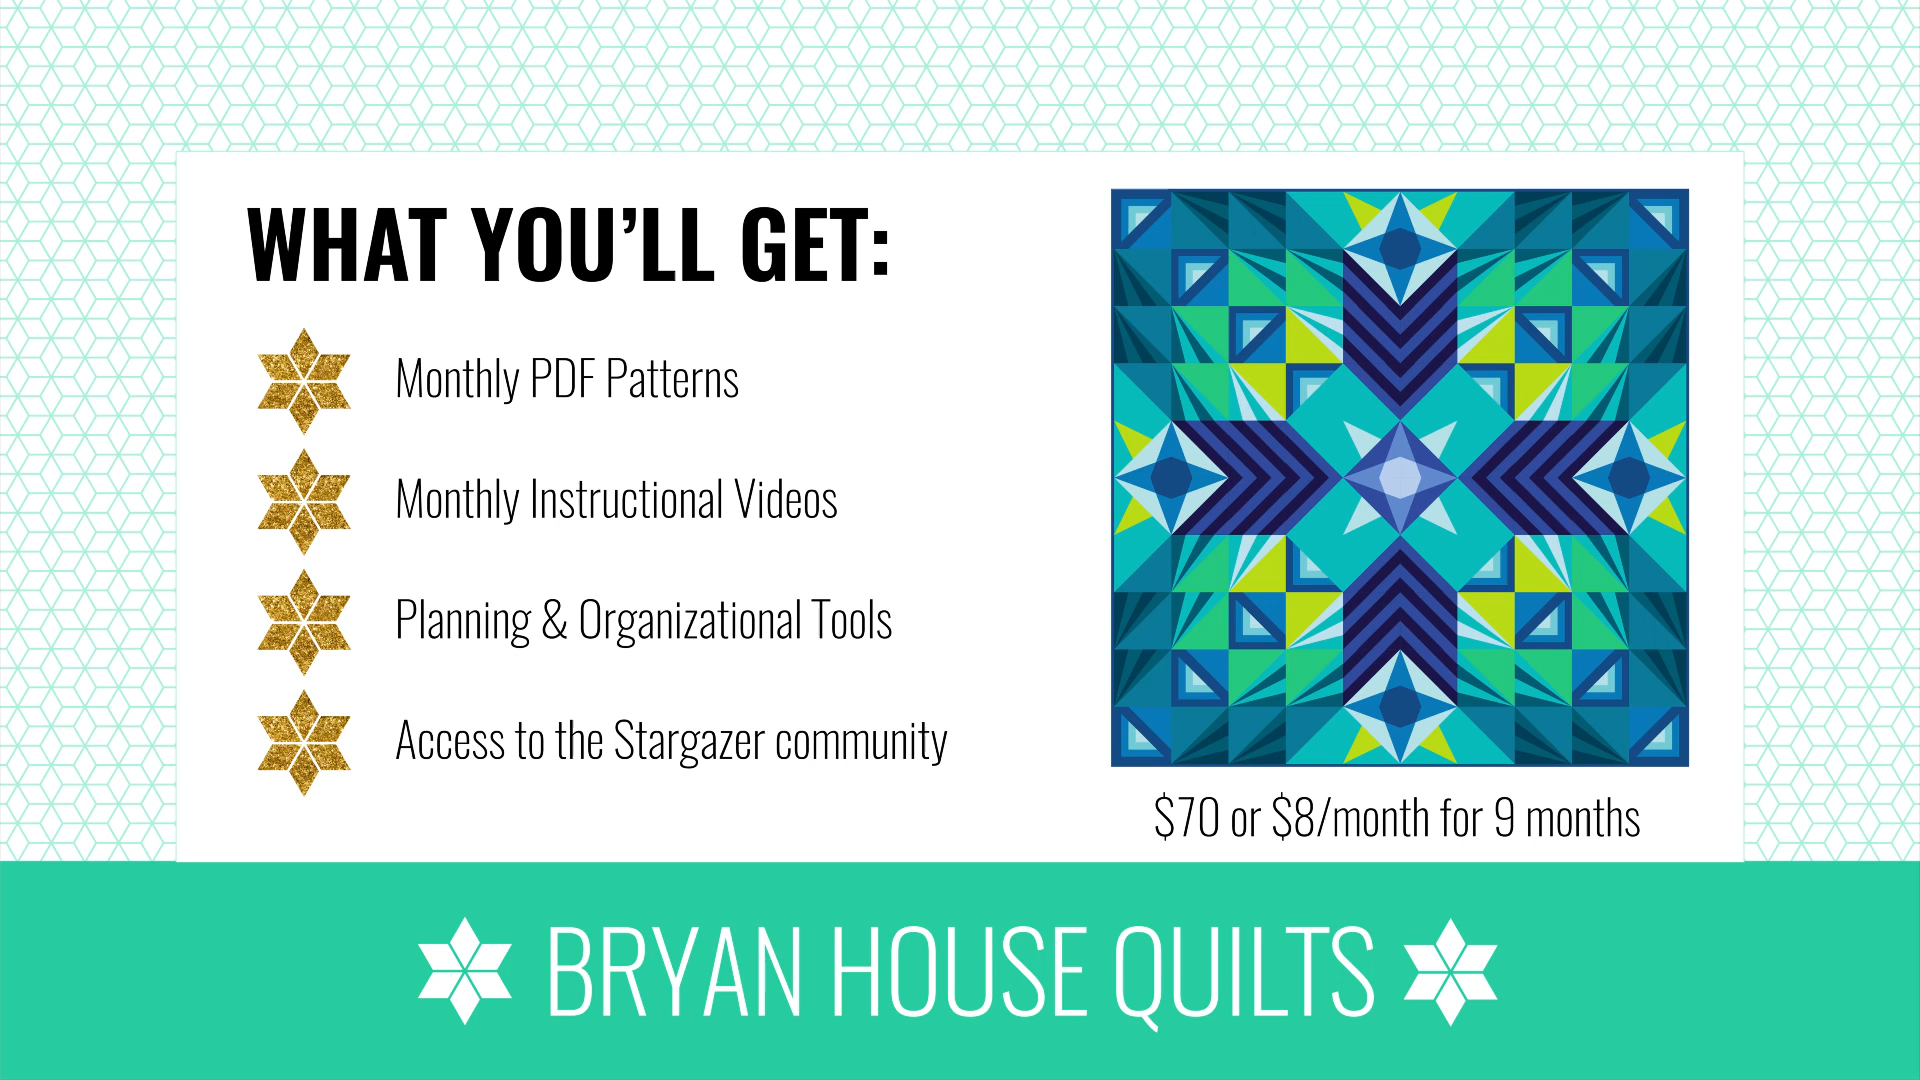 WHAT YOU’LL GET:
Monthly PDF Patterns
Monthly Instructional Videos
Planning & Organizational Tools
Access to the Stargazer community
$70 or $8/month for 9 months
BRYAN HOUSE QUILTS